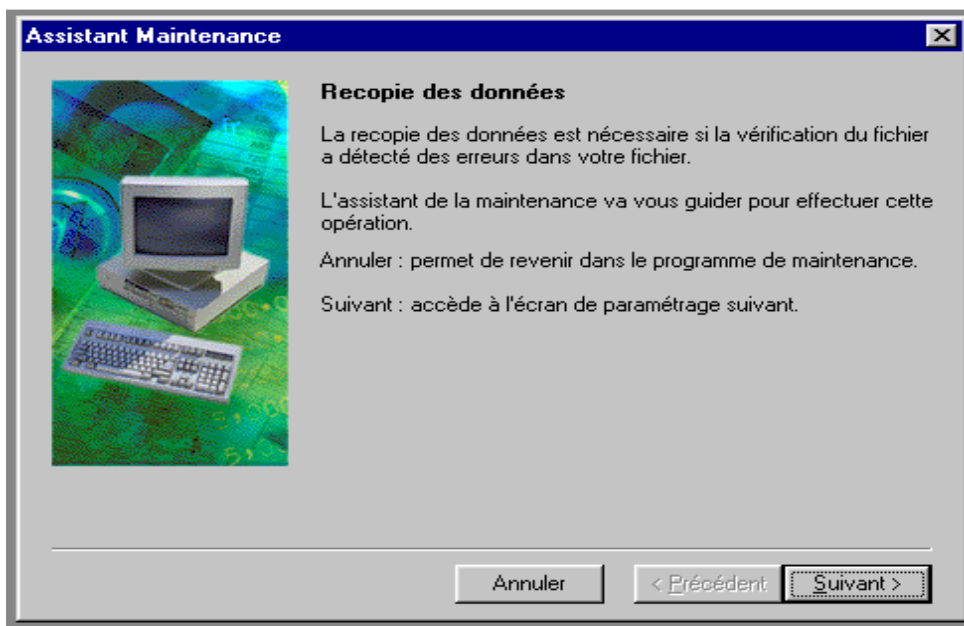 Assistant Maintenance
Recopie des données
La recopie des données est nécessaire si la vérification du fichier
a détecté des erreurs dans votre fichier.
L'assistant de la maintenance va vous guider pour effectuer cette
opération.
Annuler : permet de revenir dans le programme de maintenance.
Suivant : accède à l'écran de paramétrage suivant.
Annuler
< Précédent
Suivant >